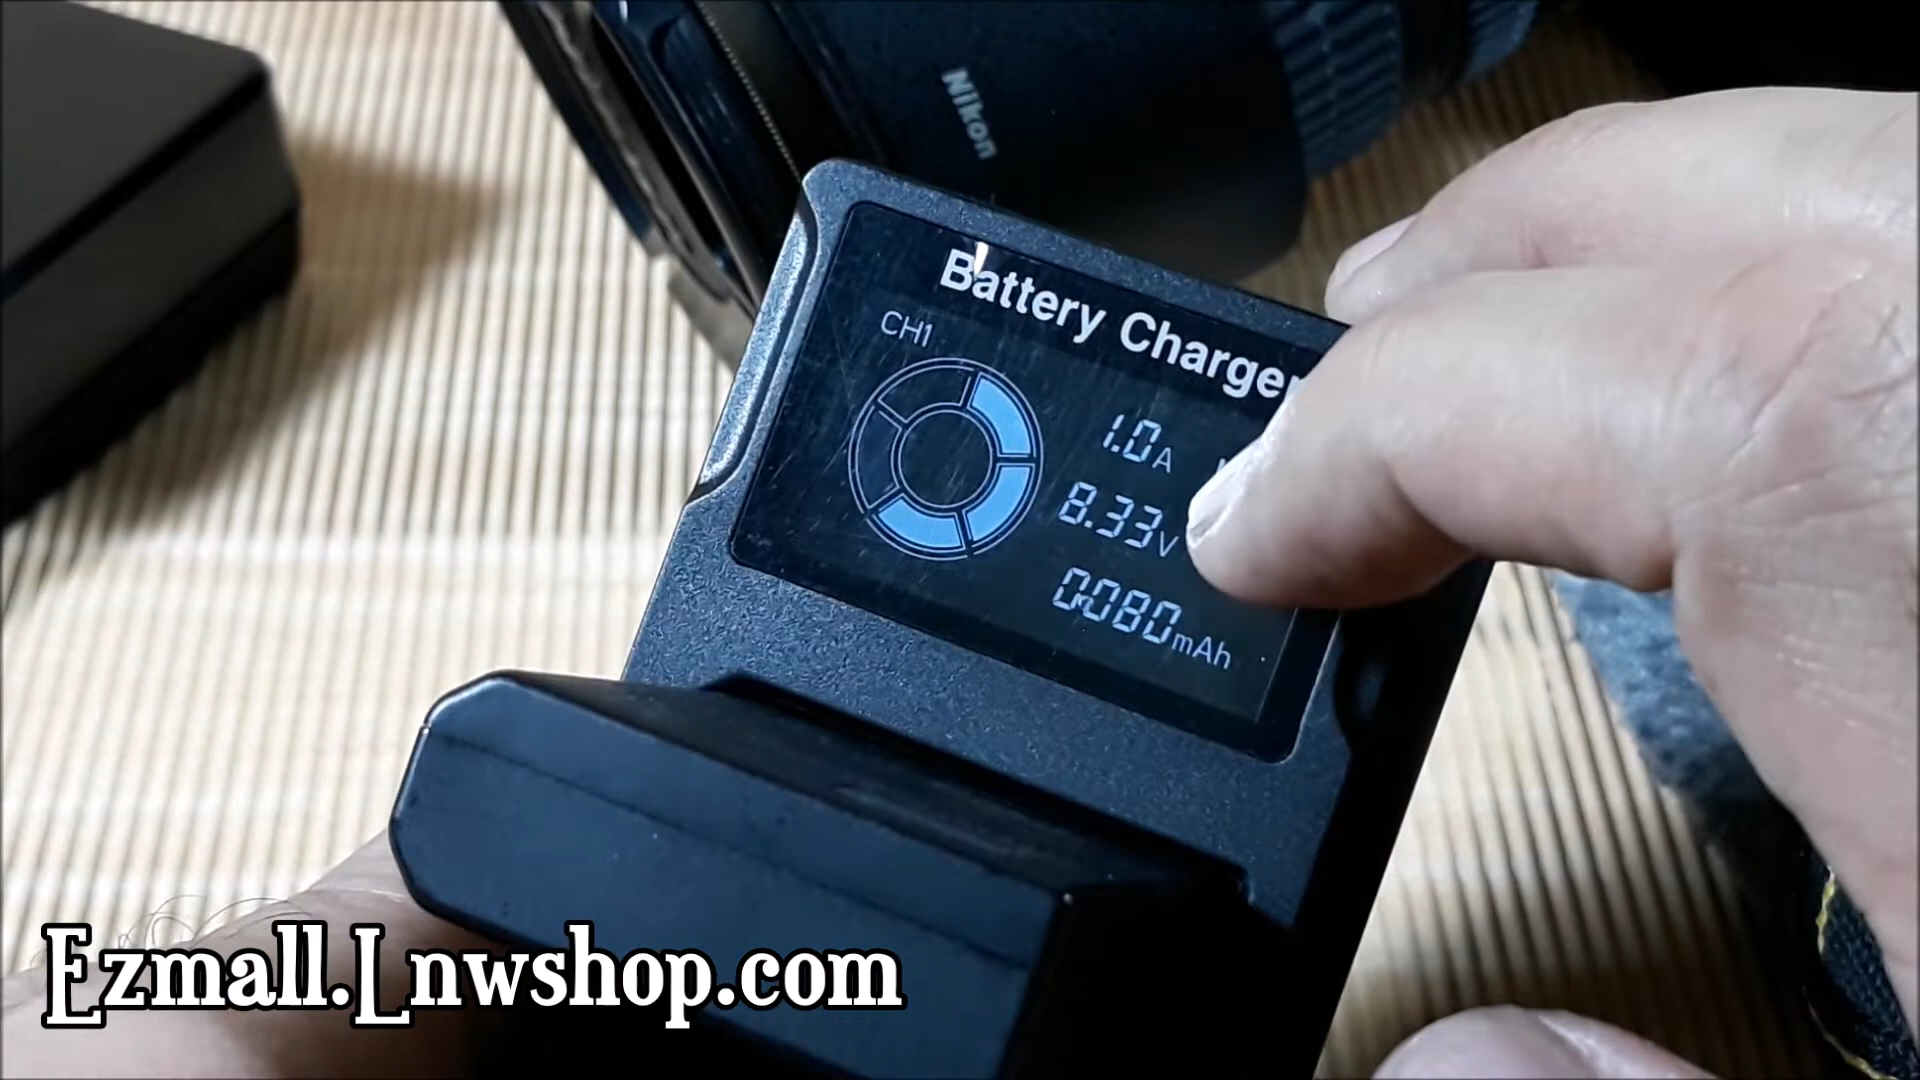 Nikon
Battery Charger
CH1
1.0A
8.33V
0080mAh
Ezmall.Lnwshop.com